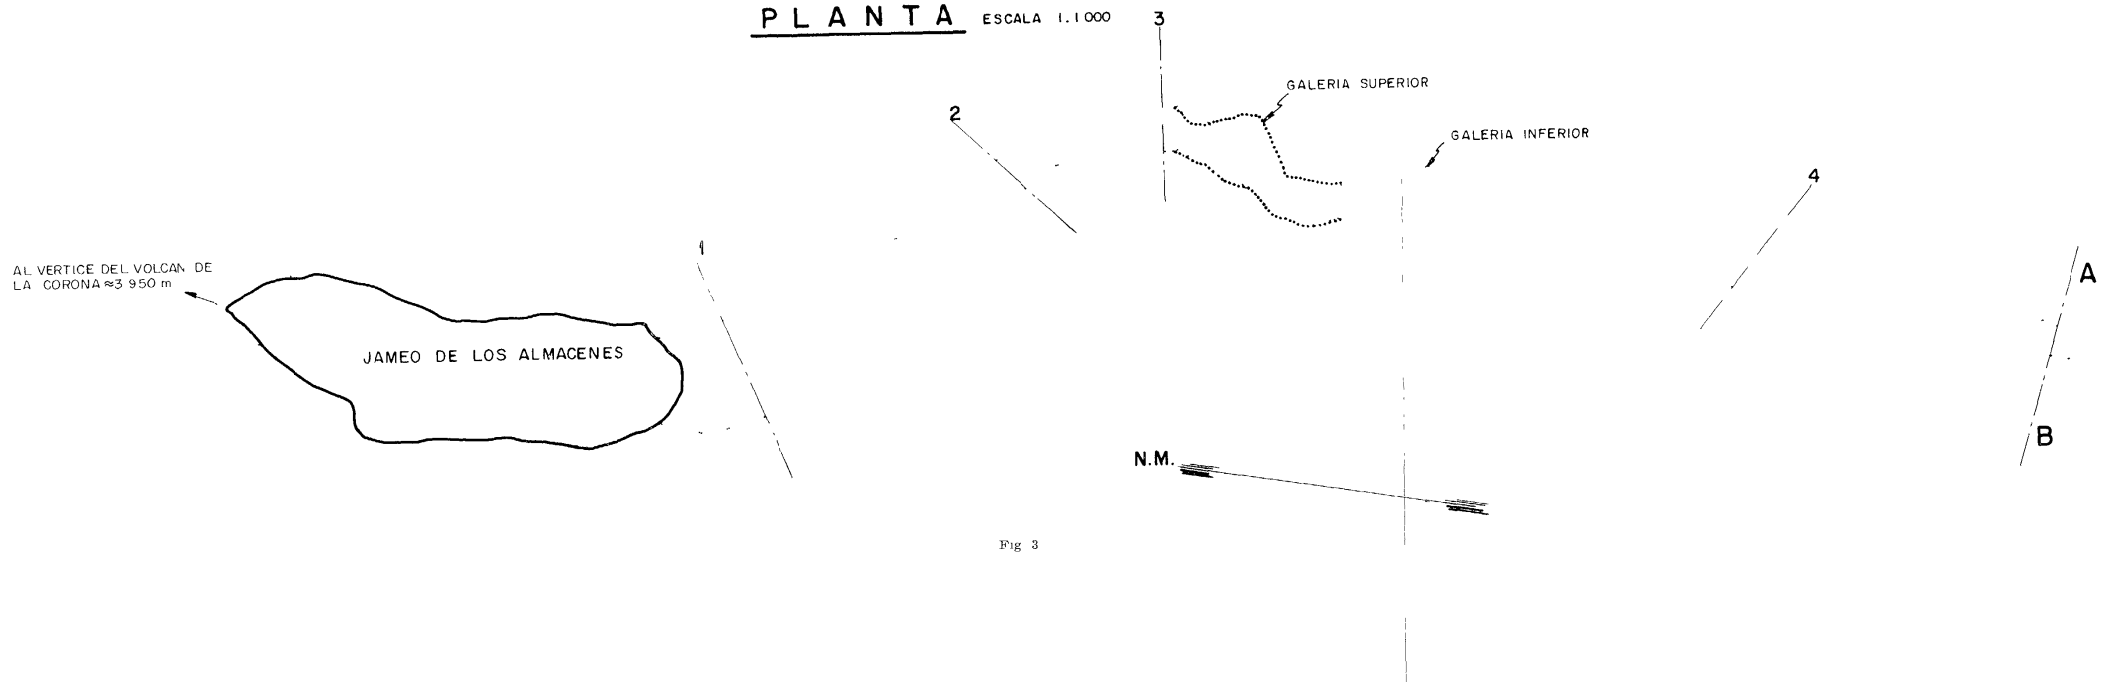 PLANTA ESCALA 1.1000
3
GALERIA SUPERIOR
2
GALERIA INFERIOR
4
1
AL VERTICE DEL VOLCAN DE
LA CORONA ≈3 950 m
A
JAMEO DE LOS ALMACENES
B
N.M.
Fig 3